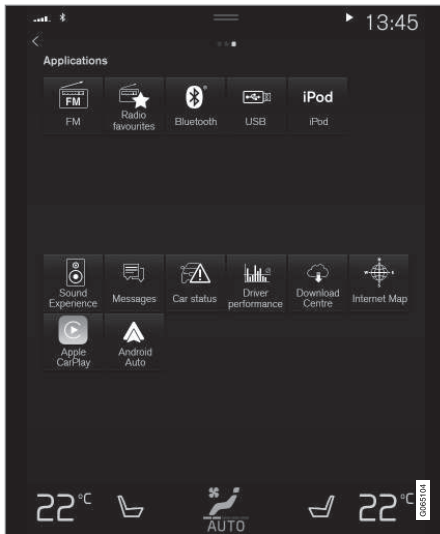 13:45
Applications
FM
iPod
FM
Radio
favourites
Bluetooth
USB
iPod
Sound
Experience
Messages
Car status
Driver
performance
Download
Centre
Internet Map
Apple
CarPlay
Android
Auto
22°C
AUTO
22°C
G065104